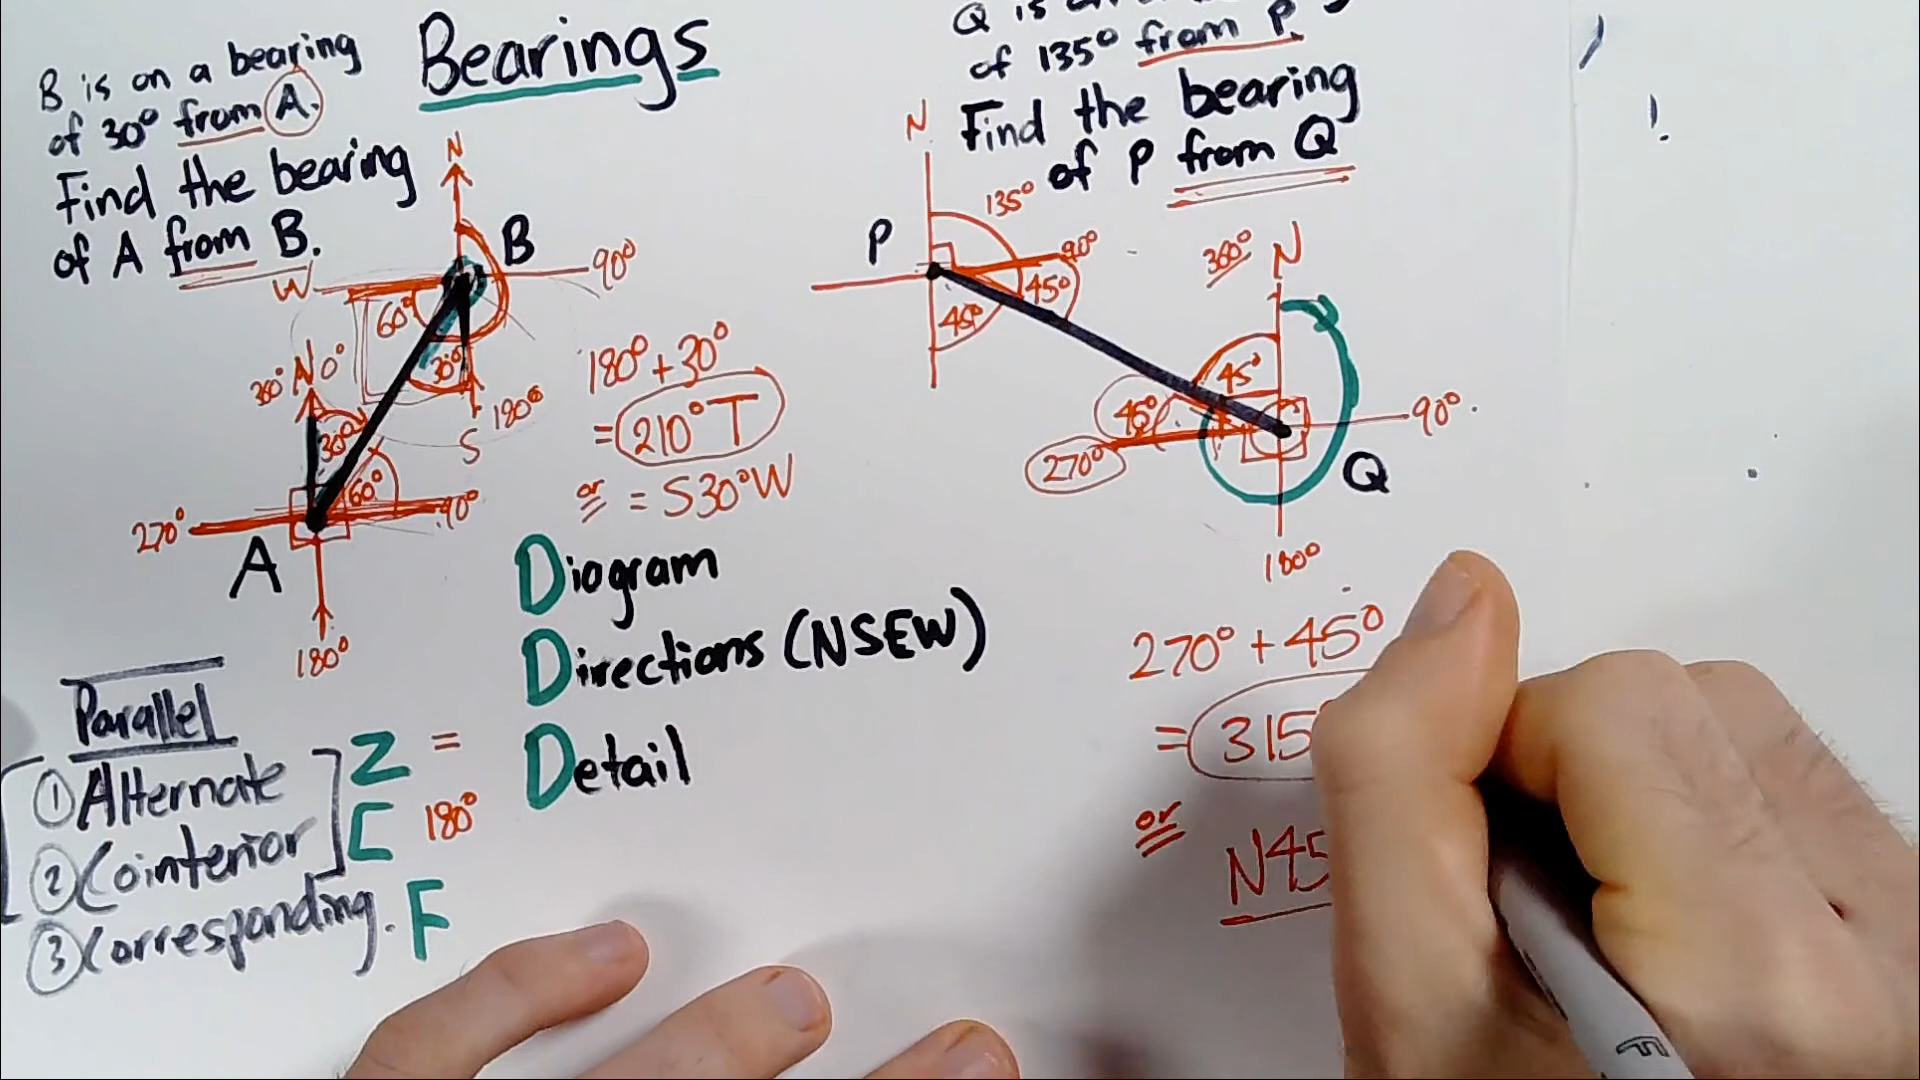 Bearings
B is on a bearing
of 30° from A.
Find the bearing
of A from B.
N
B
W
90°
60°
30°
360° N 0°
180°
S
30°
60°
270°
90°
A
180°
180° + 30°
= 210° T
or = S30°W
Diagram
Directions (NSEW)
Detail
Parallel
① Alternate
② Cointerior
③ Corresponding.
Z =
C 180°
F
Q is
of 135° from P.
Find the bearing
of P from Q
N
135°
P
90°
45°
45°
360° N
45°
45°
90°
270°
Q
180°
270° + 45°
= 315
or
N45